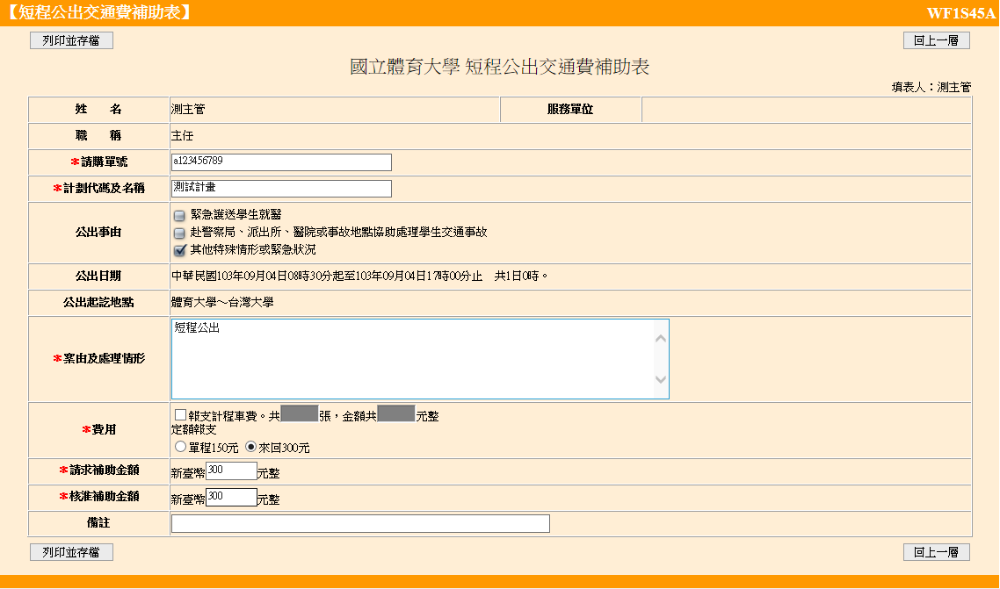 【短程公出交通費補助表】 WF1S45A
列印並存檔 回上一層
國立體育大學 短程公出交通費補助表
填表人：測主管
姓 名 測主管 服務單位
職 稱 主任
*請購單號 a123456789
*計劃代碼及名稱 測試計畫
緊急護送學生就醫
公出事由 赴警察局、派出所、醫院或事故地點協助處理學生交通事故
其他特殊情形或緊急狀況
公出日期 中華民國103年09月04日08時30分起至103年09月04日17時00分止 共1日0時。
公出起訖地點 體育大學～台灣大學
短程公出
*案由及處理情形
報支計程車費。共 張，金額共 元整
*費用 定額報支
單程150元 來回300元
*請求補助金額 新臺幣300元整
*核准補助金額 新臺幣300元整
備註
列印並存檔 回上一層